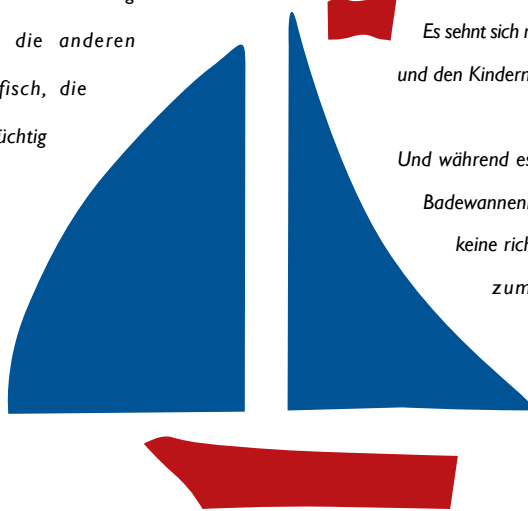 die anderen
fisch, die
üchtig
Es sehnt sich
und den Kindern
Und während es
Badewannen
keine rich
zum